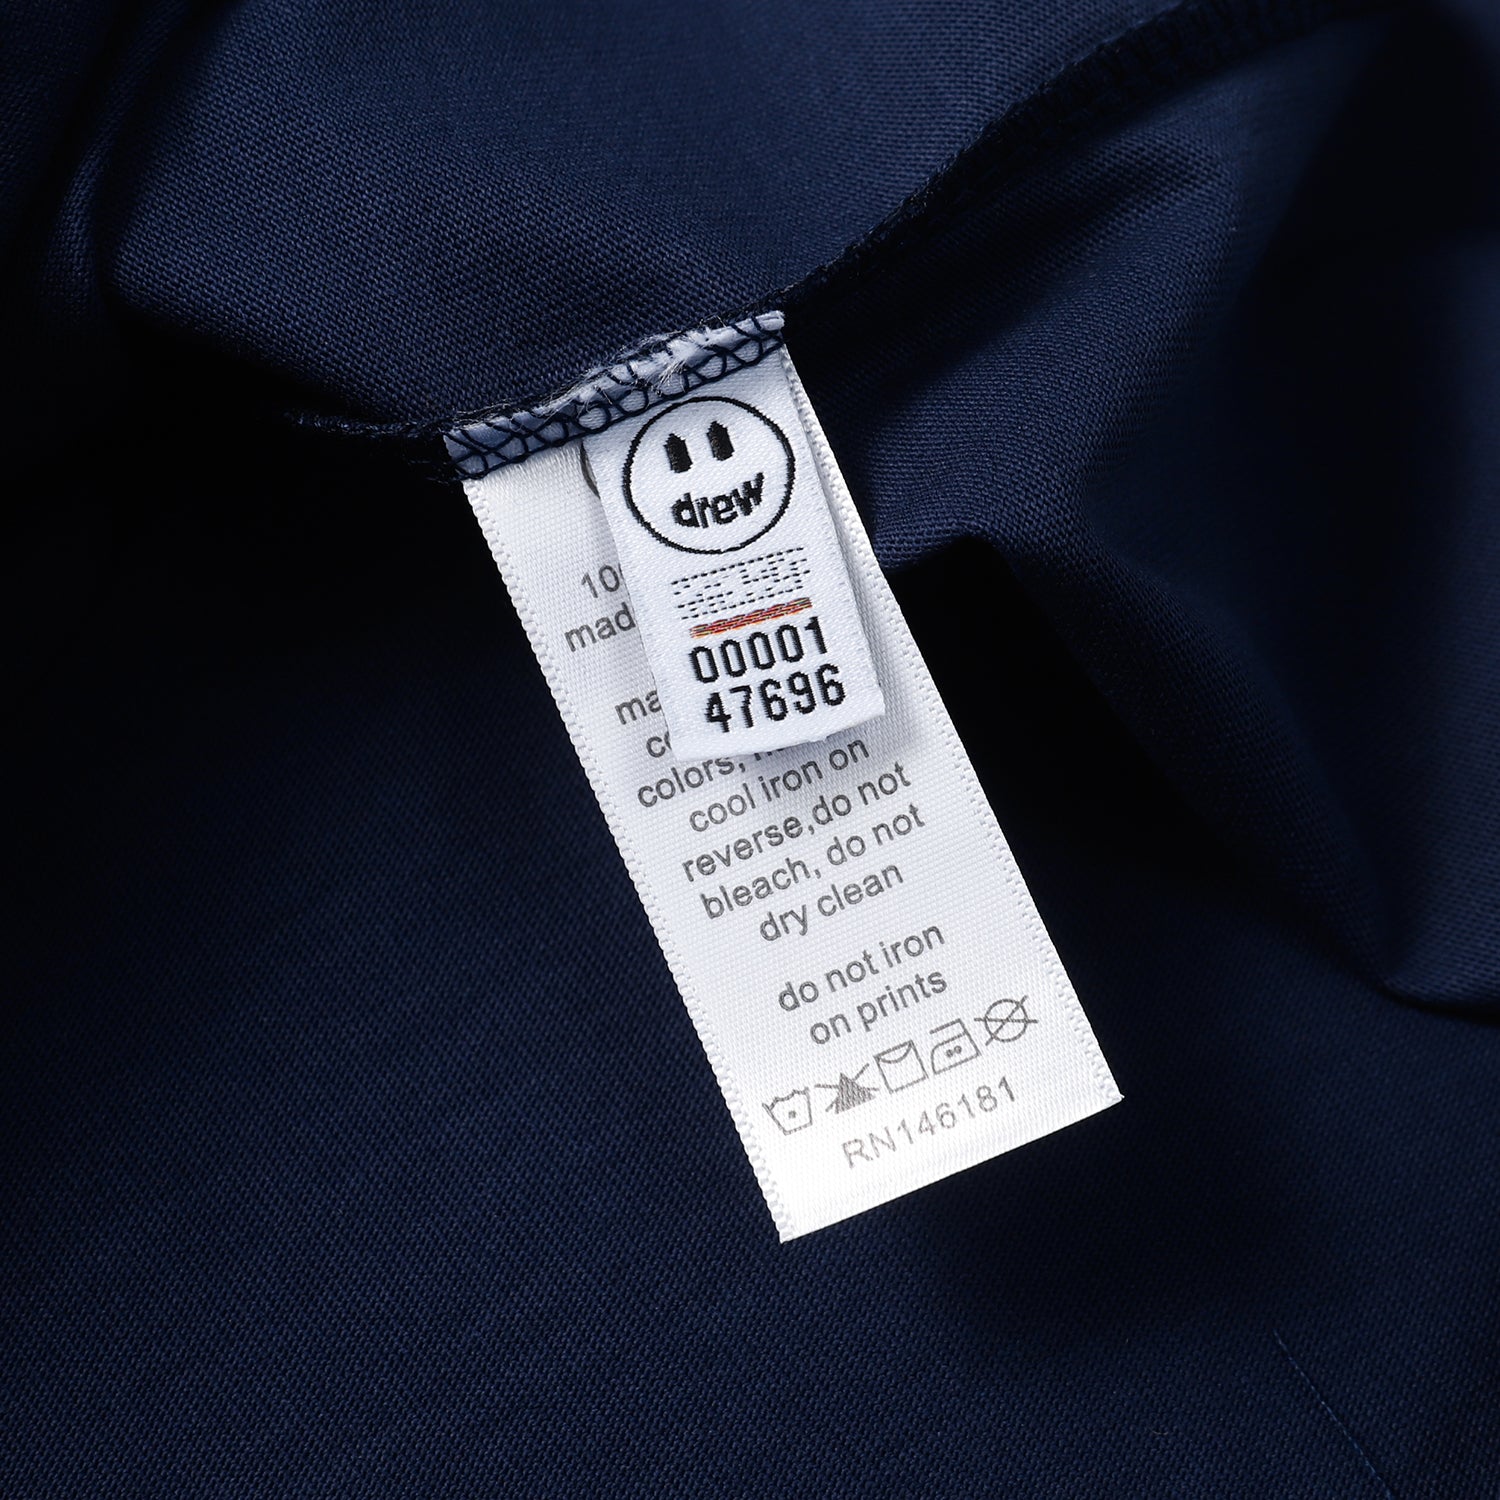 drew
00001
47696
colors,
cool iron on
reverse,do not
bleach, do not
dry clean
do not iron
on prints
RN146181